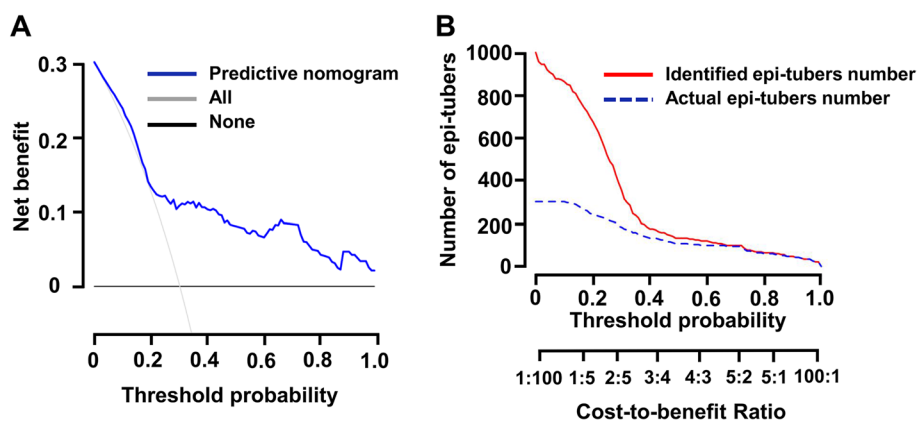 A
Net benefit
0.3
0.2
0.1
0
Predictive nomogram
All
None
0 0.2 0.4 0.6 0.8 1.0
Threshold probability
B
Number of epi-tubers
1000
800
600
400
200
0
Identified epi-tubers number
Actual epi-tubers number
0 0.2 0.4 0.6 0.8 1.0
Threshold probability
1:100 1:5 2:5 3:4 4:3 5:2 5:1 100:1
Cost-to-benefit Ratio